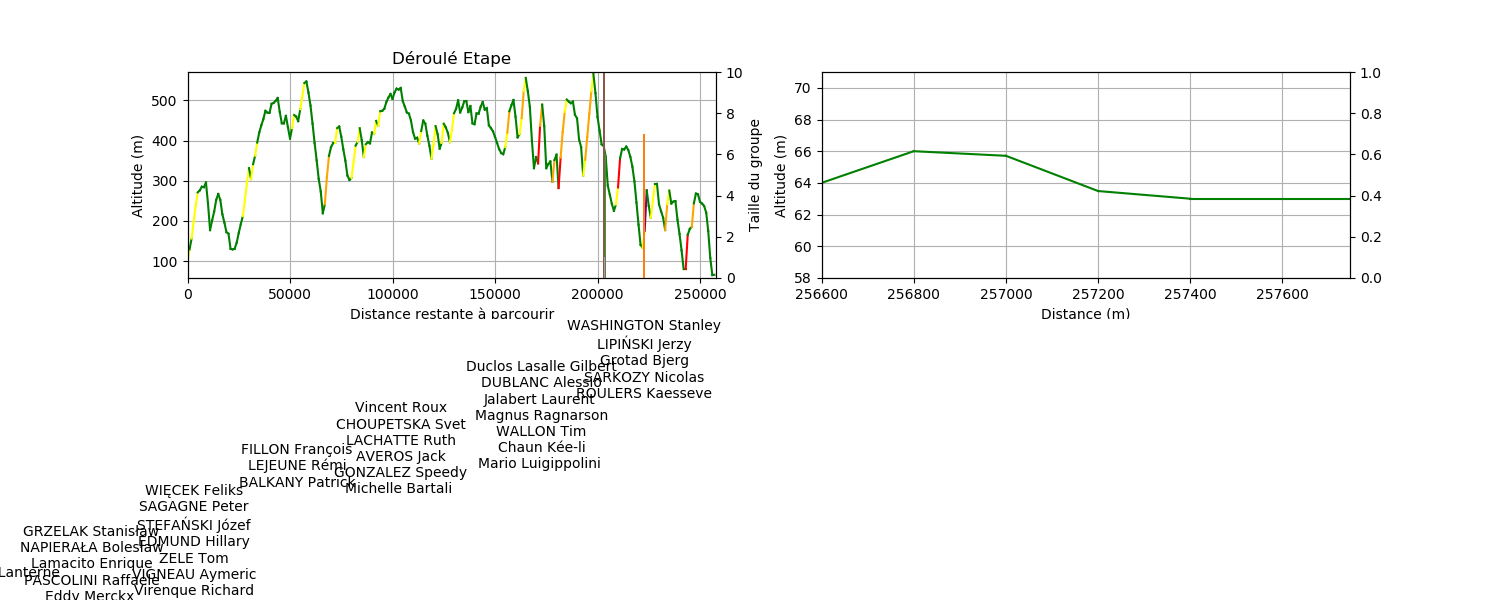 Déroulé Etape
Altitude (m)
500
400
300
200
100
10
8
6
4
2
0
Taille du groupe
0
50000
100000
150000
200000
250000
Distance restante à parcourir
Altitude (m)
70
68
66
64
62
60
58
1.0
0.8
0.6
0.4
0.2
0.0
256600
256800
257000
257200
257400
257600
Distance (m)
WASHINGTON Stanley
LIPIŃSKI Jerzy
Grotad Bjerg
SARKOZY Nicolas
ROULERS Kaesseve
Duclos Lasalle Gilbert
DUBLANC Alessio
Jalabert Laurent
Magnus Ragnarson
WALLON Tim
Chaun Kée-li
Mario Luigippolini
Vincent Roux
CHOUPETSKA Svet
LACHATTE Ruth
AVEROS Jack
GONZALEZ Speedy
Michelle Bartali
FILLON François
LEJEUNE Rémi
BALKANY Patrick
WIĘCEK Feliks
SAGAGNE Peter
STEFAŃSKI Józef
EDMUND Hillary
ZELE Tom
VIGNEAU Aymeric
Virenque Richard
GRZELAK Stanisław
NAPIERAŁA Bolesław
Lamacito Enrique
PASCOLINI Raffaele
Eddy Merckx
Lanterne